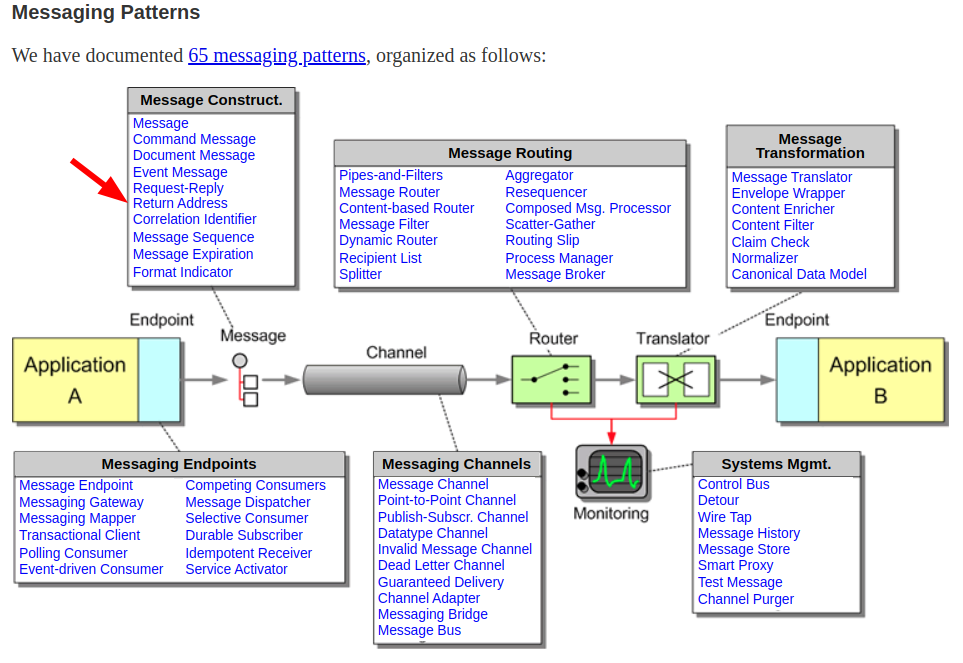 Messaging Patterns
We have documented 65 messaging patterns, organized as follows:
Message Construct.
Message
Command Message
Document Message
Event Message
Request-Reply
Return Address
Correlation Identifier
Message Sequence
Message Expiration
Format Indicator
Message Routing
Pipes-and-Filters
Message Router
Content-based Router
Message Filter
Dynamic Router
Recipient List
Splitter
Aggregator
Resequencer
Composed Msg. Processor
Scatter-Gather
Routing Slip
Process Manager
Message Broker
Message
Transformation
Message Translator
Envelope Wrapper
Content Enricher
Content Filter
Claim Check
Normalizer
Canonical Data Model
Endpoint
Message
Channel
Router
Translator
Endpoint
Application
A
Application
B
Monitoring
Messaging Endpoints
Message Endpoint
Messaging Gateway
Messaging Mapper
Transactional Client
Polling Consumer
Event-driven Consumer
Competing Consumers
Message Dispatcher
Selective Consumer
Durable Subscriber
Idempotent Receiver
Service Activator
Messaging Channels
Message Channel
Point-to-Point Channel
Publish-Subscr. Channel
Datatype Channel
Invalid Message Channel
Dead Letter Channel
Guaranteed Delivery
Channel Adapter
Messaging Bridge
Message Bus
Systems Mgmt.
Control Bus
Detour
Wire Tap
Message History
Message Store
Smart Proxy
Test Message
Channel Purger